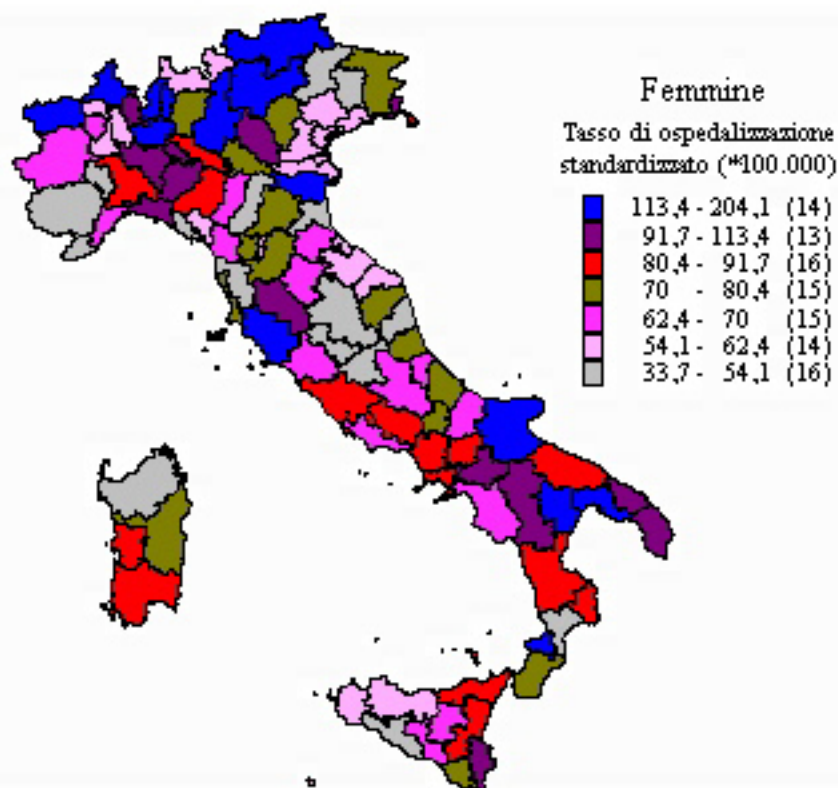 Femmine
Tasso di ospedalizzazione
standardizzato (*100.000)
113,4 - 204,1 (14)
91,7 - 113,4 (13)
80,4 - 91,7 (16)
70 - 80,4 (15)
62,4 - 70 (15)
54,1 - 62,4 (14)
33,7 - 54,1 (16)